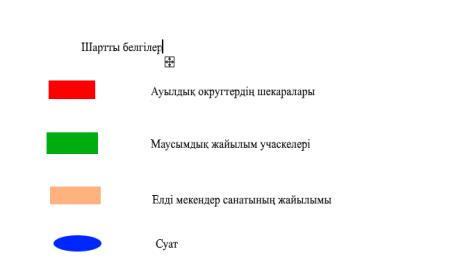 Шартты белгілер
Ауылдық округтердің шекаралары
Маусымдық жайылым учаскелері
Елді мекендер санатының жайылымы
Суат